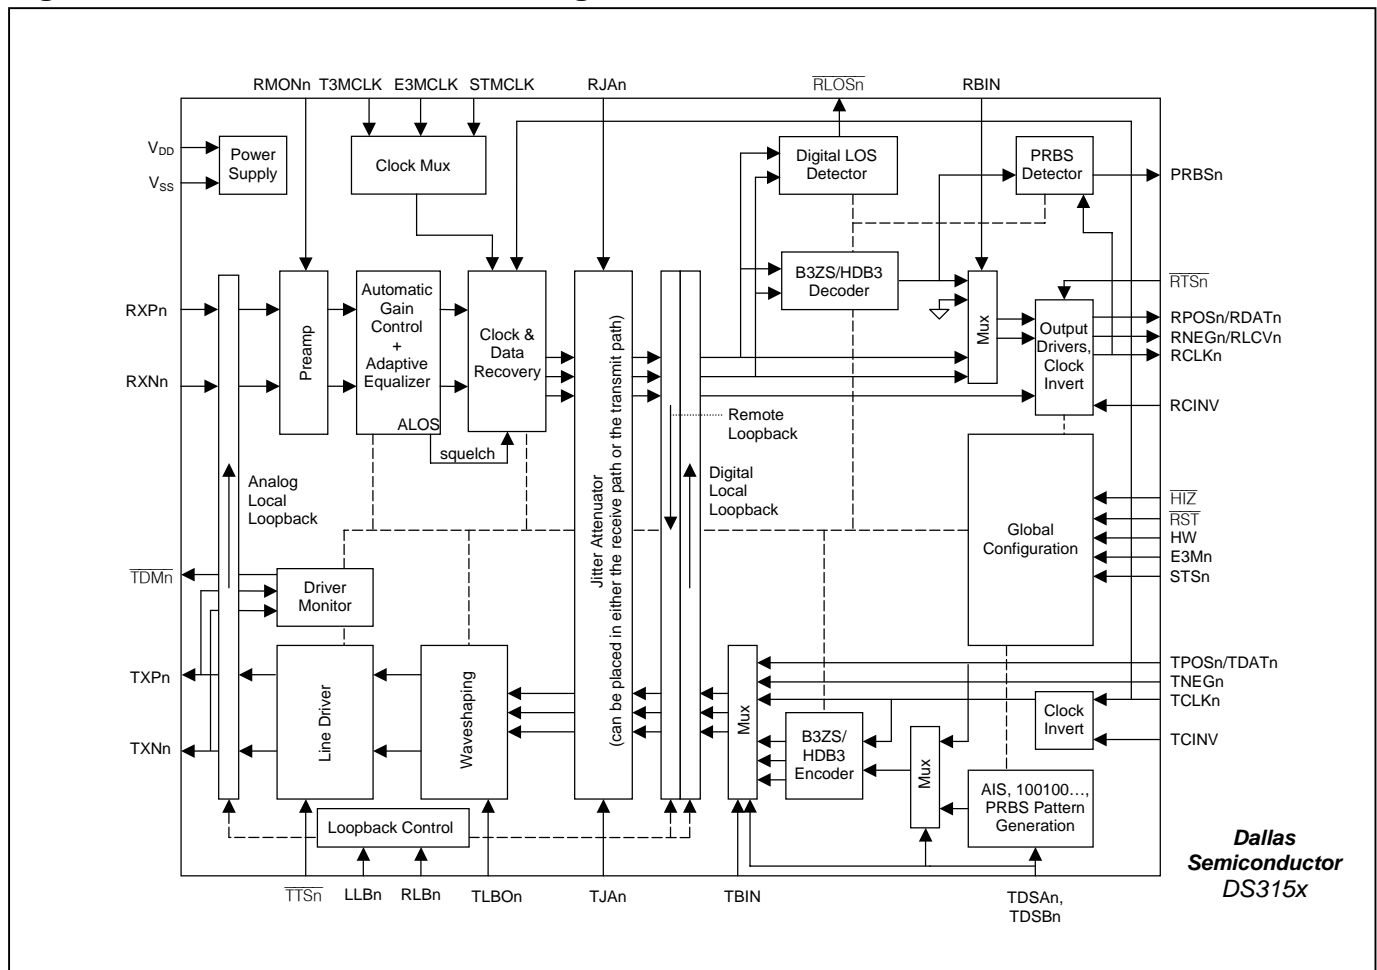 RMONn T3MCLK E3MCLK STMCLK RJAn RLOSn RBIN
VDD
VSS
Power
Supply
Clock Mux
Digital LOS
Detector
PRBS
Detector
PRBSn
B3ZS/HDB3
Decoder
RTSn
RXPn
RXNn
Preamp
Automatic
Gain
Control
+
Adaptive
Equalizer
ALOS
squelch
Clock &
Data
Recovery
Jitter Attenuator
(can be placed in either the receive path or the transmit path)
Remote
Loopback
Digital
Local
Loopback
Analog
Local
Loopback
Mux
Output
Drivers,
Clock
Invert
RPOSn/RDATn
RNEGn/RLCVn
RCLKn
RCINV
Global
Configuration
HIZ
RST
HW
E3Mn
STSn
TDMn
Driver
Monitor
TXPn
TXNn
Line Driver
Waveshaping
Mux
B3ZS/
HDB3
Encoder
Mux
Clock
Invert
TPOSn/TDATn
TNEGn
TCLKn
TCINV
AIS, 100100…,
PRBS Pattern
Generation
Loopback Control
TTSn LLBn RLBn TLBOn TJAn TBIN TDSAn,
TDSBn
Dallas
Semiconductor
DS315x